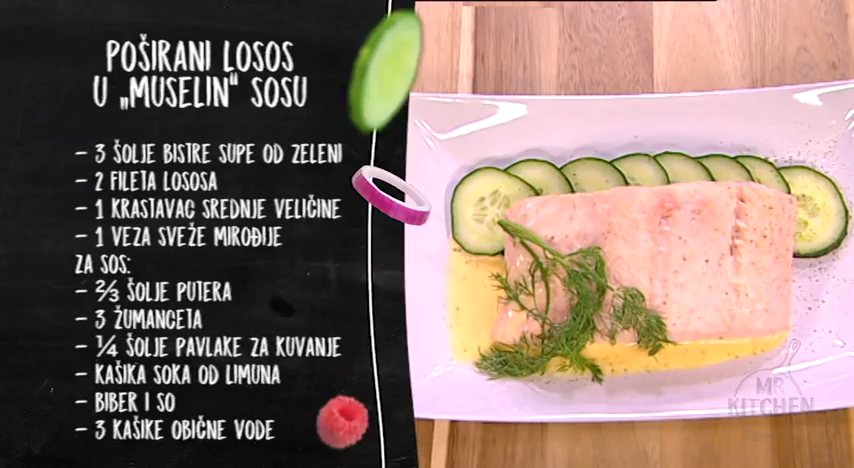 POŠIRANI LOSOS
U „MUSELIN“ SOSU
- 3 ŠOLJE BISTRE SUPE OD ZELENI
- 2 FILETA LOSOSA
- 1 KRASTAVAC SREDNJE VELIČINE
- 1 VEZA SVEŽE MIROĐIJE
ZA SOS:
- ⅔ ŠOLJE PUTERA
- 3 ŽUMANCETA
- ¼ ŠOLJE PAVLAKE ZA KUVANJE
- KAŠIKA SOKA OD LIMUNA
- BIBER I SO
- 3 KAŠIKE OBIČNE VODE
MR
KITCHEN